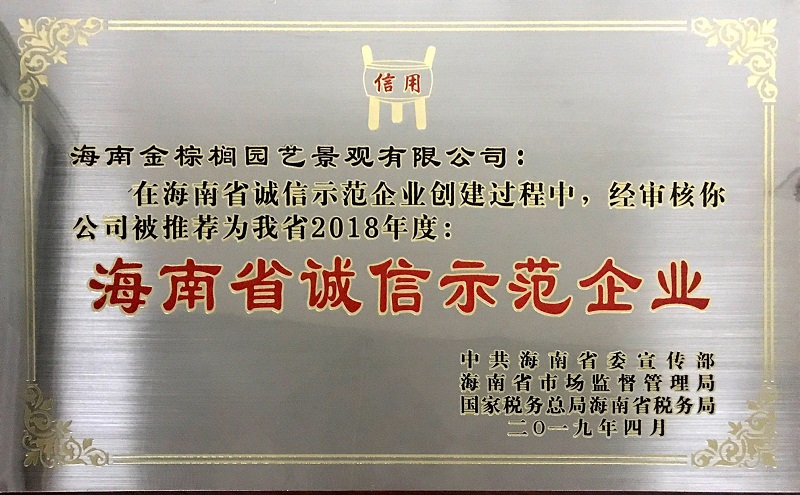 信用
海南金棕榈园艺景观有限公司：
在海南省诚信示范企业创建过程中，经审核你
公司被推荐为我省2018年度：
海南省诚信示范企业
中共海南省委宣传部
海南省市场监督管理局
国家税务总局海南省税务局
二〇一九年四月